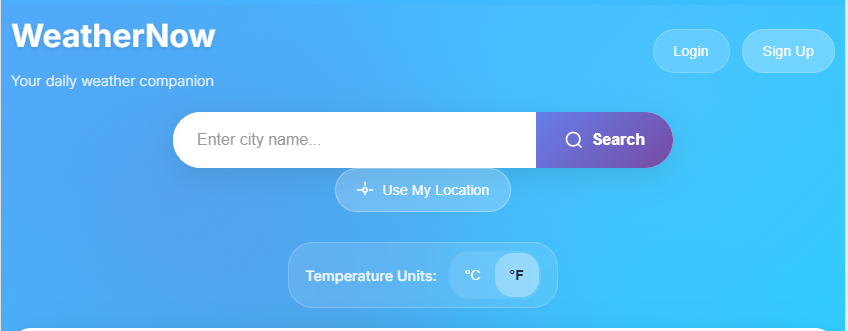 WeatherNow
Your daily weather companion
Login
Sign Up
Enter city name...
Search
Use My Location
Temperature Units: °C °F